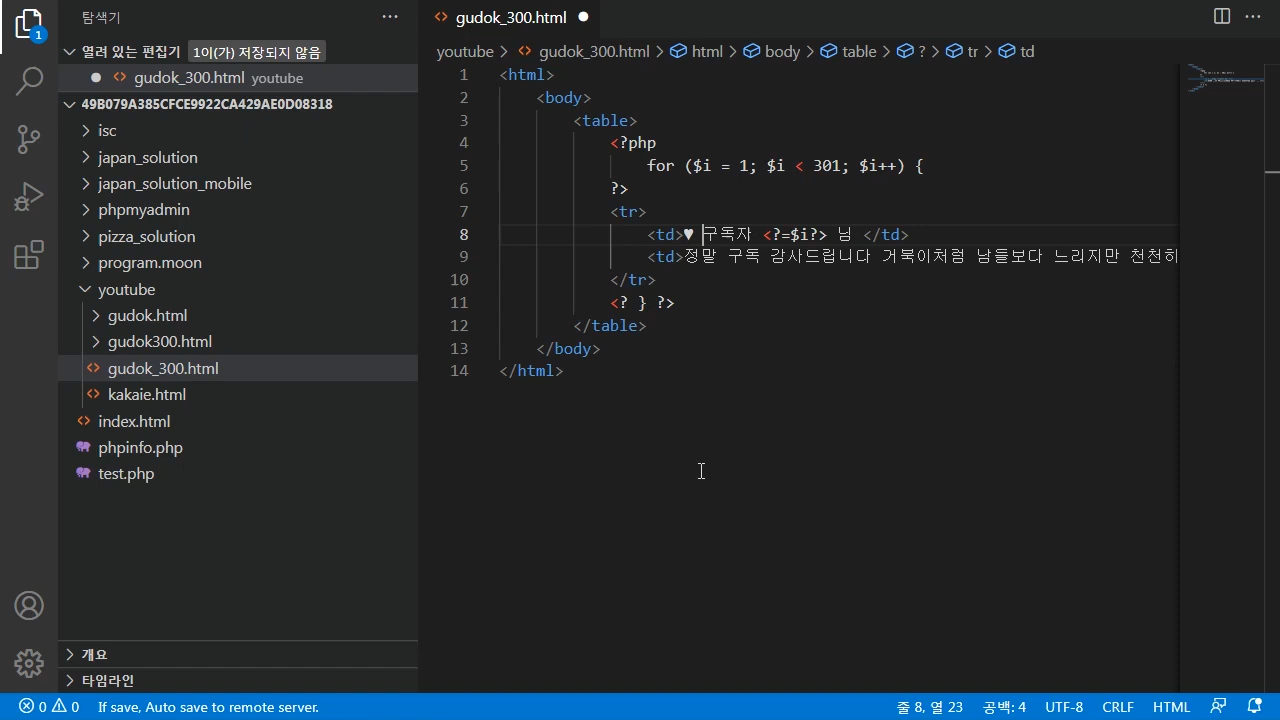 탐색기
열려 있는 편집기 1이(가) 저장되지 않음
gudok_300.html youtube
49B079A385CFCE9922CA429AE0D08318
isc
japan_solution
japan_solution_mobile
phpmyadmin
pizza_solution
program.moon
youtube
gudok.html
gudok300.html
gudok_300.html
kakaie.html
index.html
phpinfo.php
test.php
개요
타임라인
gudok_300.html
youtube > gudok_300.html > html > body > table > ? > tr > td
1 <html>
2 <body>
3 <table>
4 <?php
5 for ($i = 1; $i < 301; $i++) {
6 ?>
7 <tr>
8 <td>♥ 구독자 <?=$i?> 님 </td>
9 <td>정말 구독 감사드립니다 거북이처럼 남들보다 느리지만 천천히
10 </tr>
11 <? } ?>
12 </table>
13 </body>
14 </html>
1
0 0 If save, Auto save to remote server. 줄 8, 열 23 공백: 4 UTF-8 CRLF HTML